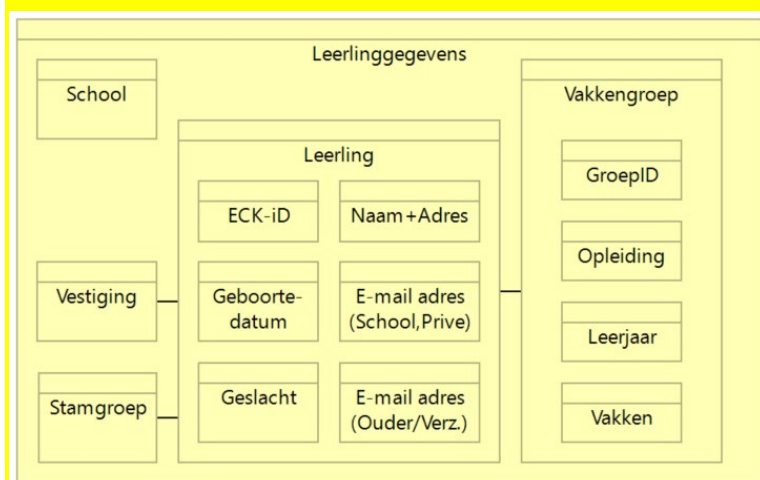 Leerlinggegevens
School
Vestiging
Stamgroep
Leerling
ECK-iD
Naam+Adres
Geboorte-
datum
E-mail adres
(School,Prive)
Geslacht
E-mail adres
(Ouder/Verz.)
Vakkengroep
GroepID
Opleiding
Leerjaar
Vakken